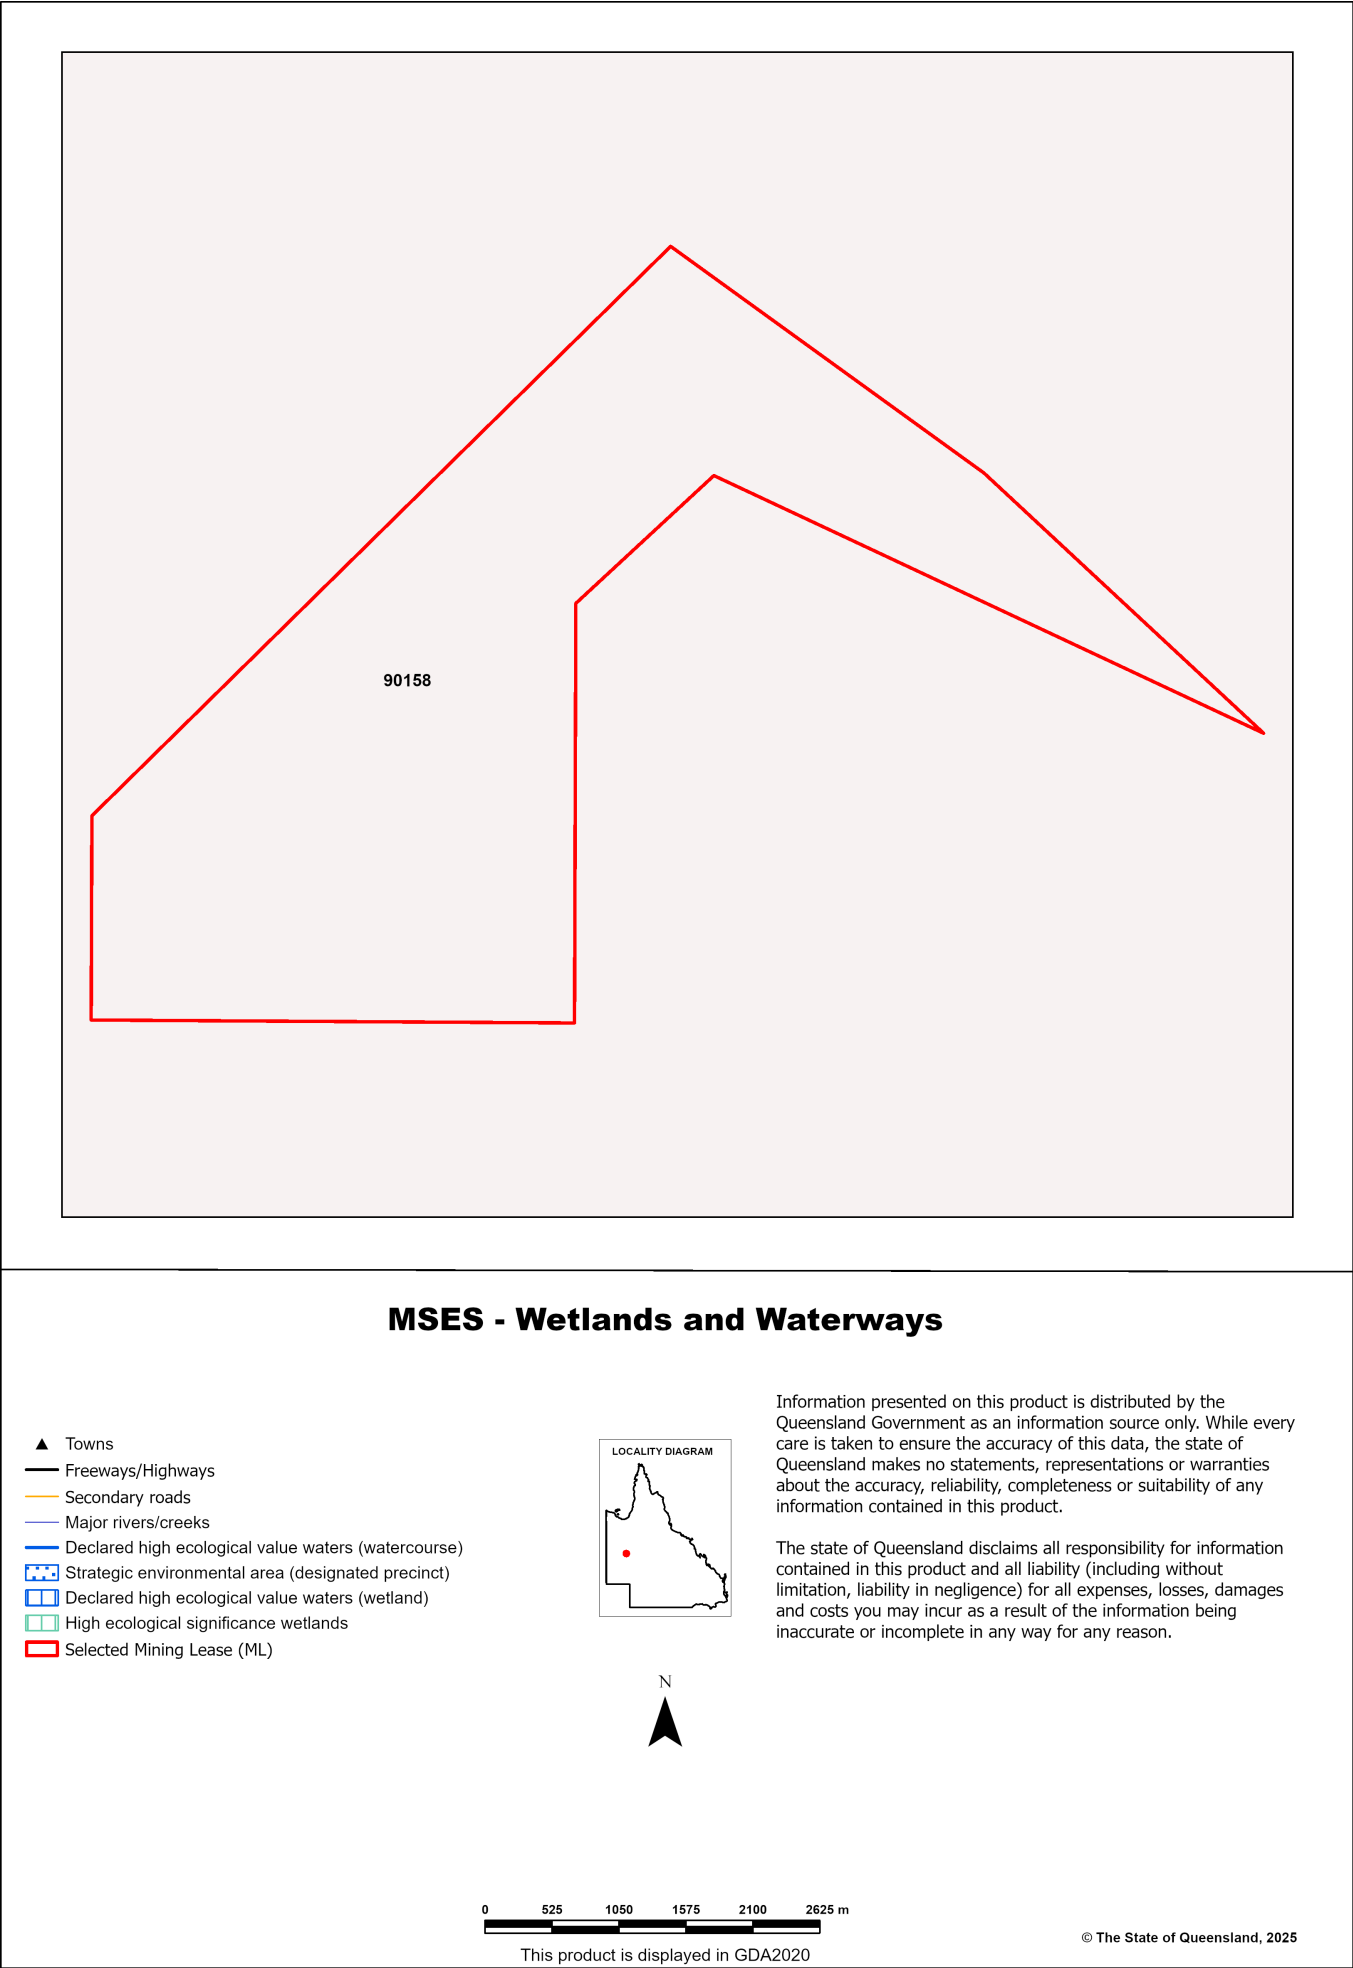 90158
MSES - Wetlands and Waterways
Towns
Freeways/Highways
Secondary roads
Major rivers/creeks
Declared high ecological value waters (watercourse)
Strategic environmental area (designated precinct)
Declared high ecological value waters (wetland)
High ecological significance wetlands
Selected Mining Lease (ML)
LOCALITY DIAGRAM
N
Information presented on this product is distributed by the
Queensland Government as an information source only. While every
care is taken to ensure the accuracy of this data, the state of
Queensland makes no statements, representations or warranties
about the accuracy, reliability, completeness or suitability of any
information contained in this product.
The state of Queensland disclaims all responsibility for information
contained in this product and all liability (including without
limitation, liability in negligence) for all expenses, losses, damages
and costs you may incur as a result of the information being
inaccurate or incomplete in any way for any reason.
0 525 1050 1575 2100 2625 m
This product is displayed in GDA2020
© The State of Queensland, 2025